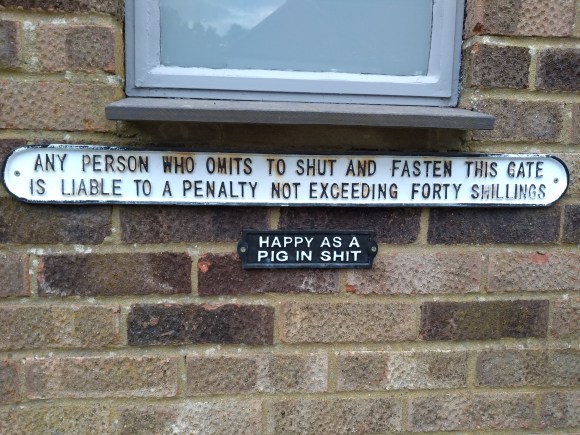 ANY PERSON WHO OMITS TO SHUT AND FASTEN THIS GATE
IS LIABLE TO A PENALTY NOT EXCEEDING FORTY SHILLINGS
HAPPY AS A
PIG IN SHIT